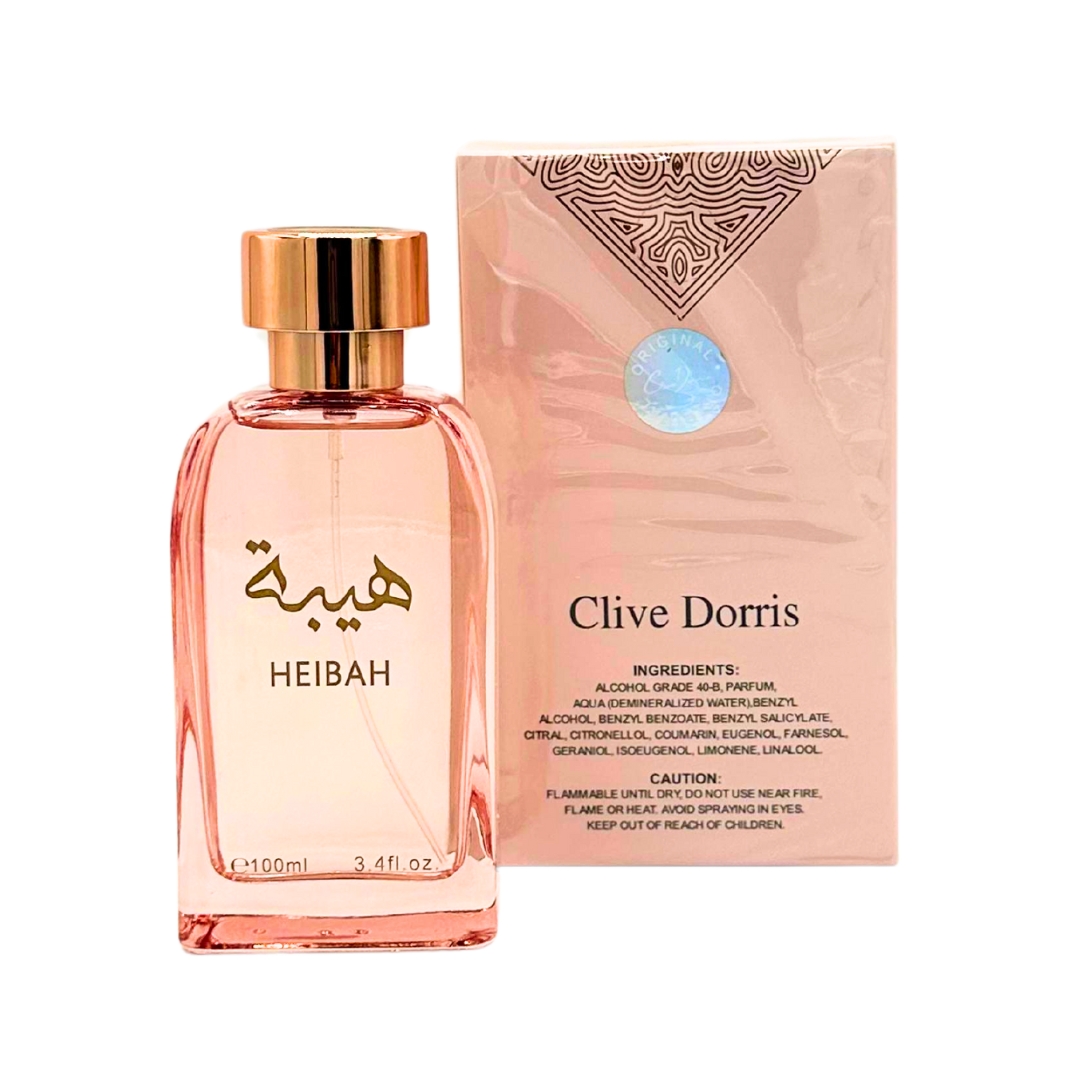 هيبة
HEIBAH
℮100ml 3.4fl.oz.
ORIGINAL
Clive Dorris
INGREDIENTS:
ALCOHOL GRADE 40-B, PARFUM,
AQUA (DEMINERALIZED WATER),BENZYL
ALCOHOL, BENZYL BENZOATE, BENZYL SALICYLATE,
CITRAL, CITRONELLOL, COUMARIN, EUGENOL, FARNESOL,
GERANIOL, ISOEUGENOL, LIMONENE, LINALOOL.
CAUTION:
FLAMMABLE UNTIL DRY, DO NOT USE NEAR FIRE,
FLAME OR HEAT. AVOID SPRAYING IN EYES.
KEEP OUT OF REACH OF CHILDREN.